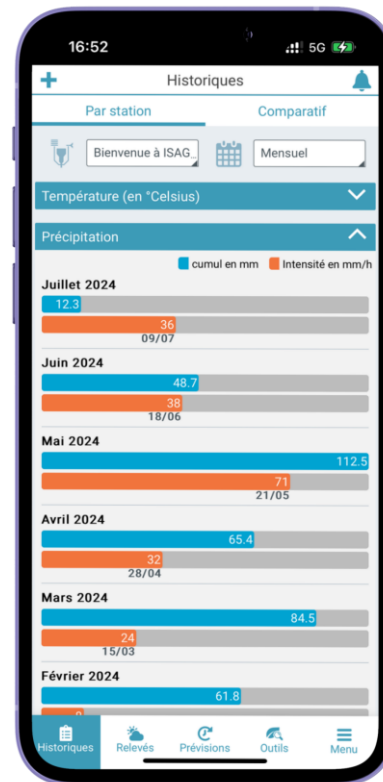 16:52
5G
Historiques
Par station
Comparatif
Bienvenue à ISAG...
Mensuel
Température (en °Celsius)
Précipitation
cumul en mm
Intensité en mm/h
Juillet 2024
12.3
36
09/07
Juin 2024
48.7
38
18/06
Mai 2024
112.5
71
21/05
Avril 2024
65.4
32
28/04
Mars 2024
84.5
24
15/03
Février 2024
61.8
Historiques
Relevés
Prévisions
Outils
Menu